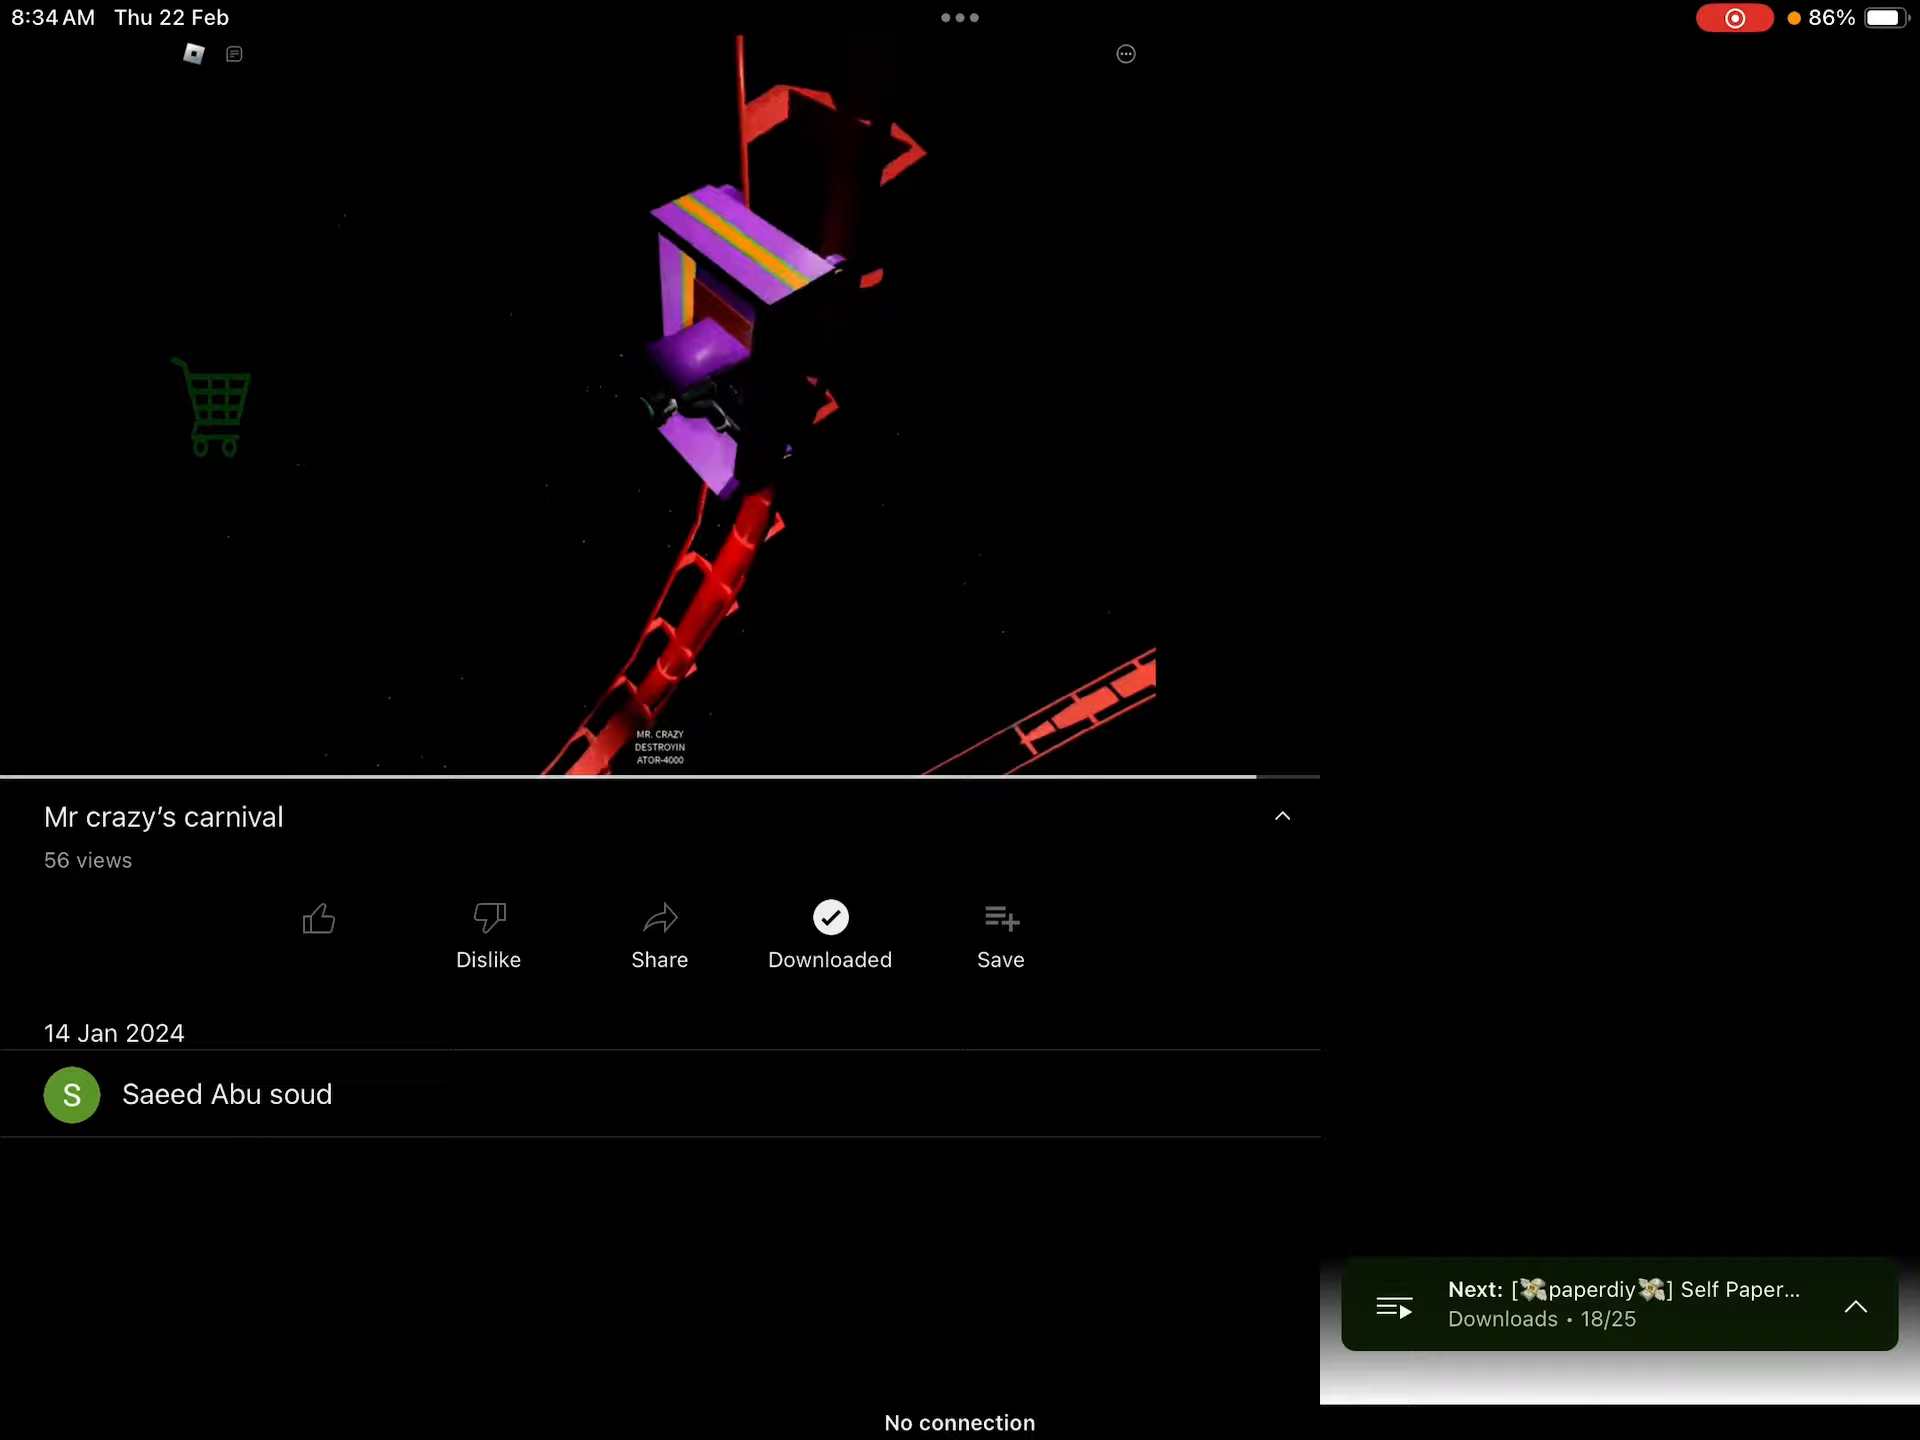 8:34 AM Thu 22 Feb
86%
MR. CRAZY
DESTROYIN
ATOR-4000
Mr crazy’s carnival
56 views
Dislike
Share
Downloaded
Save
14 Jan 2024
S
Saeed Abu soud
Next: [💸paperdiy💸] Self Paper...
Downloads • 18/25
No connection